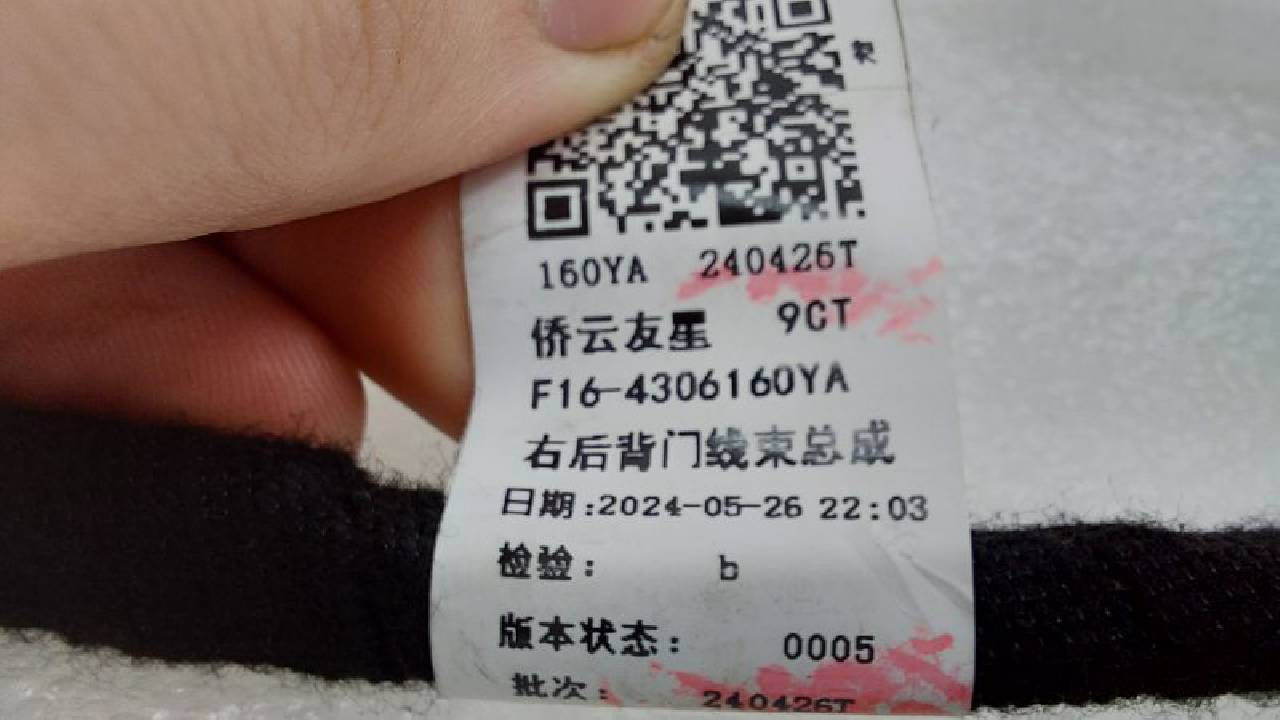 160YA 240426T
侨云友星 9CT
F16-4306160YA
右后背门线束总成
日期:2024-05-26 22:03
检验: b
版本状态: 0005
批次: 240426T